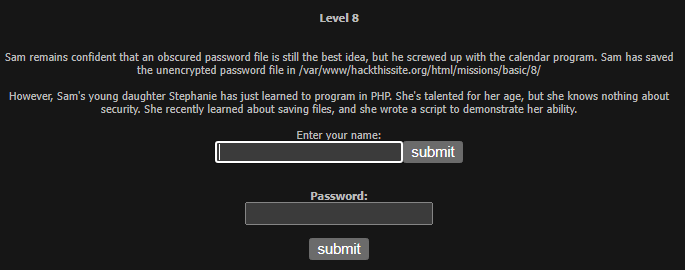 Level 8
Sam remains confident that an obscured password file is still the best idea, but he screwed up with the calendar program. Sam has saved
the unencrypted password file in /var/www/hackthissite.org/html/missions/basic/8/
However, Sam's young daughter Stephanie has just learned to program in PHP. She's talented for her age, but she knows nothing about
security. She recently learned about saving files, and she wrote a script to demonstrate her ability.
Enter your name:
submit
Password:
submit